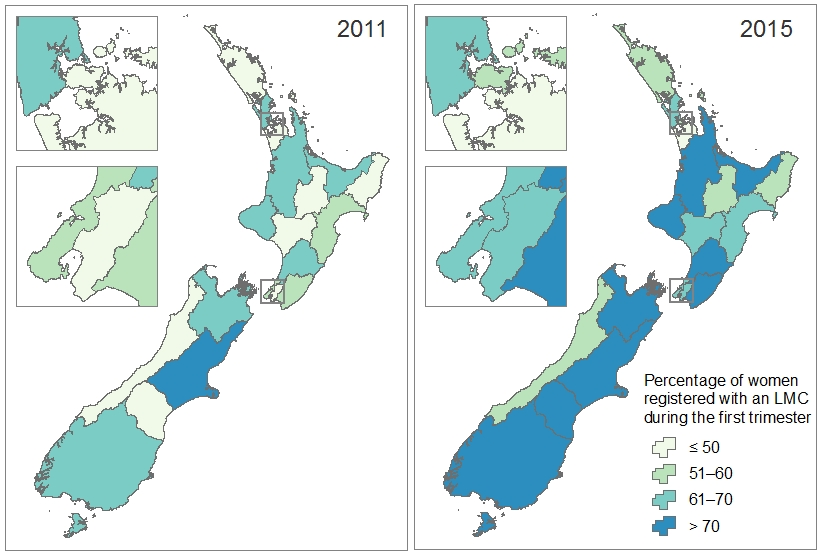 2011
2015
Percentage of women
registered with an LMC
during the first trimester
≤ 50
51–60
61–70
> 70